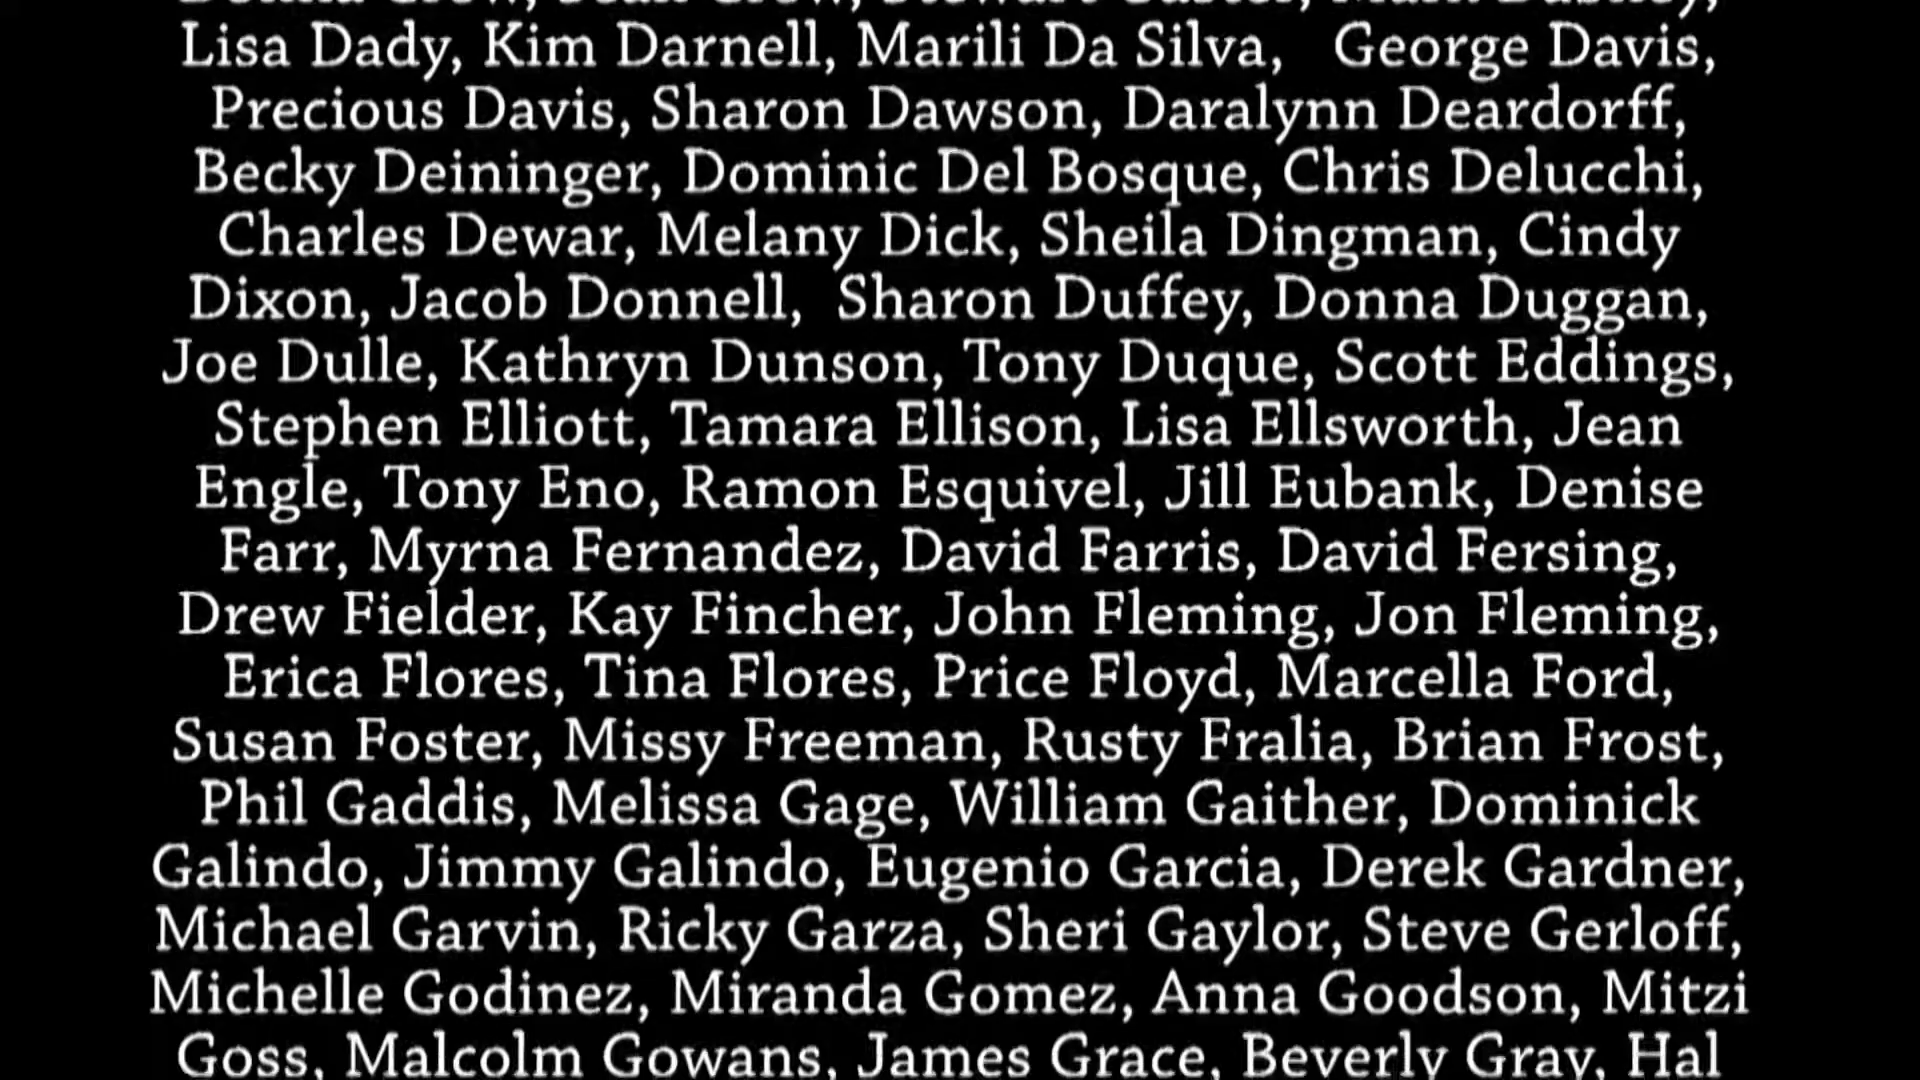 Lisa Dady, Kim Darnell, Marili Da Silva,   George Davis,
Precious Davis, Sharon Dawson, Daralynn Deardorff,
Becky Deininger, Dominic Del Bosque, Chris Delucchi,
Charles Dewar, Melany Dick, Sheila Dingman, Cindy
Dixon, Jacob Donnell,  Sharon Duffey, Donna Duggan,
Joe Dulle, Kathryn Dunson, Tony Duque, Scott Eddings,
Stephen Elliott, Tamara Ellison, Lisa Ellsworth, Jean
Engle, Tony Eno, Ramon Esquivel, Jill Eubank, Denise
Farr, Myrna Fernandez, David Farris, David Fersing,
Drew Fielder, Kay Fincher, John Fleming, Jon Fleming,
Erica Flores, Tina Flores, Price Floyd, Marcella Ford,
Susan Foster, Missy Freeman, Rusty Fralia, Brian Frost,
Phil Gaddis, Melissa Gage, William Gaither, Dominick
Galindo, Jimmy Galindo, Eugenio Garcia, Derek Gardner,
Michael Garvin, Ricky Garza, Sheri Gaylor, Steve Gerloff,
Michelle Godinez, Miranda Gomez, Anna Goodson, Mitzi
Goss, Malcolm Gowans, James Grace, Beverly Gray, Hal